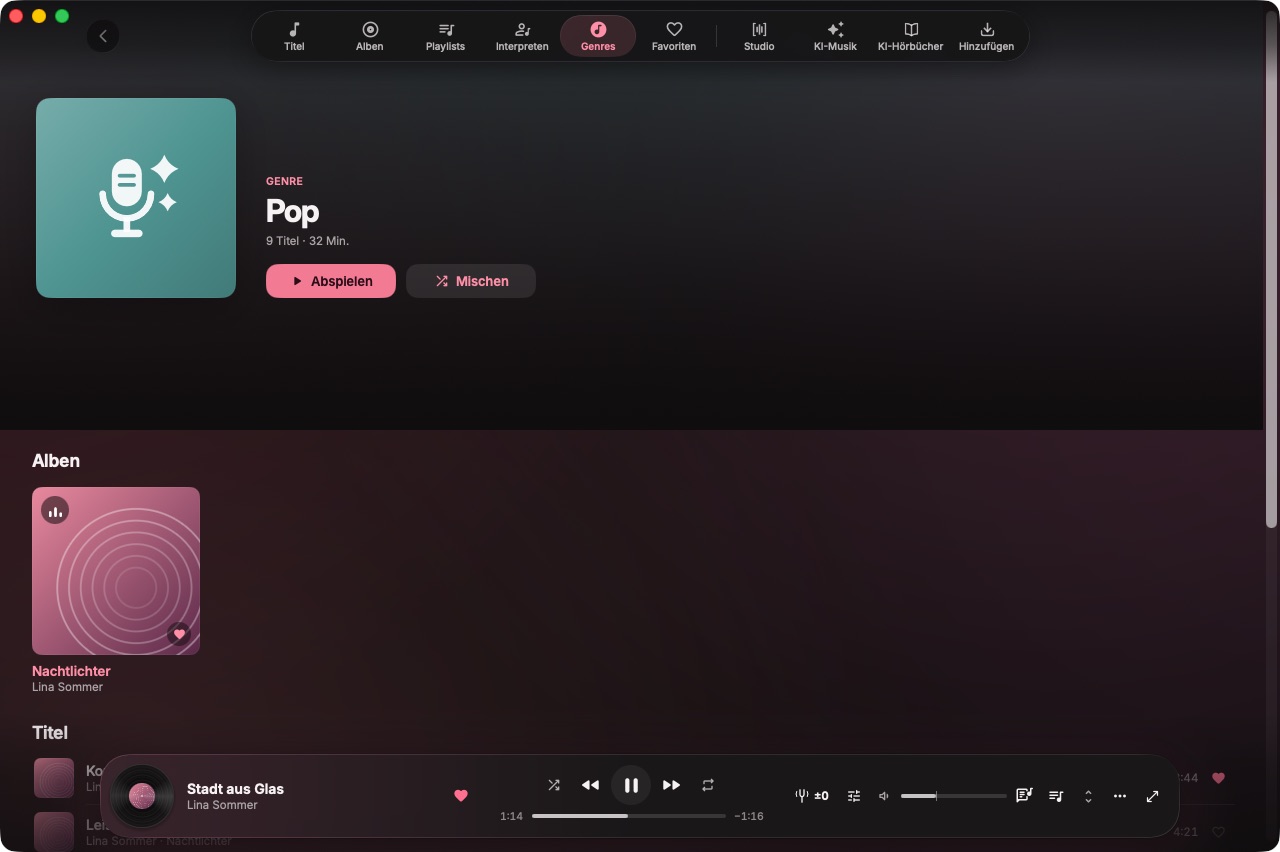 Titel
Alben
Playlists
Interpreten
Genres
Favoriten
Studio
KI-Musik
KI-Hörbücher
Hinzufügen
GENRE
Pop
9 Titel · 32 Min.
Abspielen
Mischen
Alben
Nachtlichter
Lina Sommer
Titel
:44
Stadt aus Glas
Lina Sommer
1:14
−1:16
±0
4:21
Lina Sommer · Nachtlichter